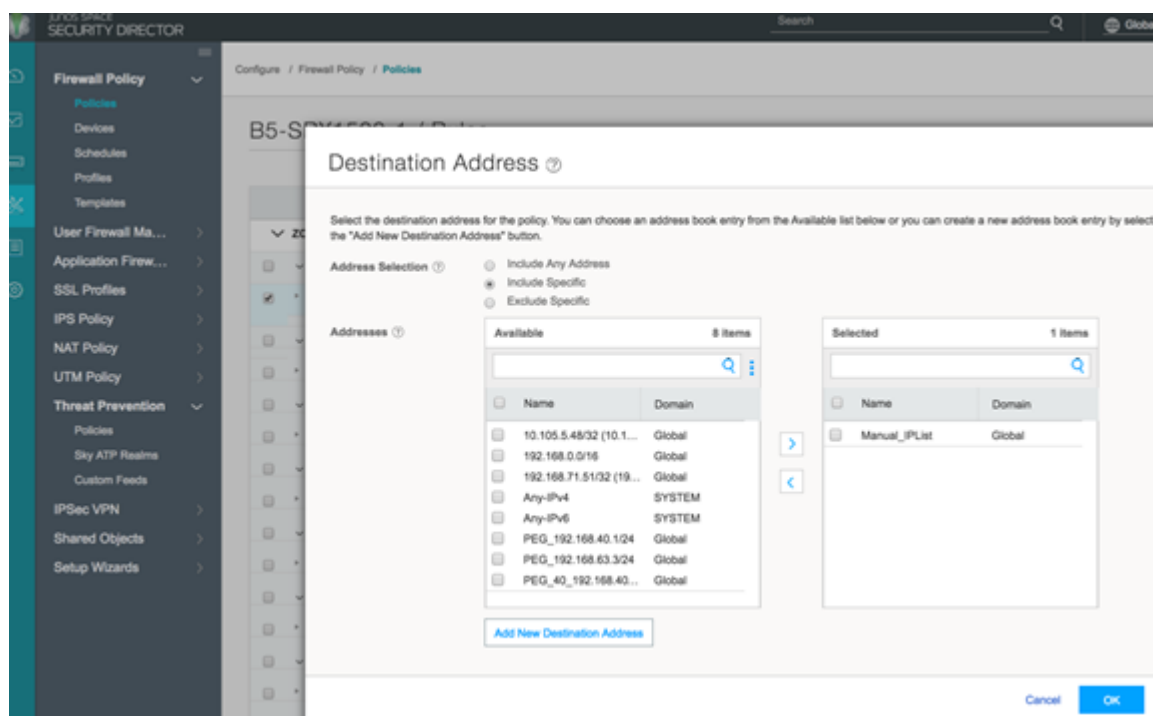 JUNOS SPACE
SECURITY DIRECTOR
Search
Firewall Policy
Policies
Devices
Schedules
Profiles
Templates
User Firewall Ma...
Application Firew...
SSL Profiles
IPS Policy
NAT Policy
UTM Policy
Threat Prevention
Policies
Sky ATP Realms
Custom Feeds
IPSec VPN
Shared Objects
Setup Wizards
Configure / Firewall Policy / Policies
Destination Address
Select the destination address for the policy. You can choose an address book entry from the Available list below or you can create a new address book entry by select
the "Add New Destination Address" button.
Address Selection
Include Any Address
Include Specific
Exclude Specific
Addresses
Available 8 items
Name Domain
10.105.5.48/32 (10.1... Global
192.168.0.0/16 Global
192.168.71.51/32 (19... Global
Any-IPv4 SYSTEM
Any-IPv6 SYSTEM
PEG_192.168.40.1/24 Global
PEG_192.168.63.3/24 Global
PEG_40_192.168.40... Global
Selected 1 items
Name Domain
Manual_IPList Global
Add New Destination Address
Cancel OK